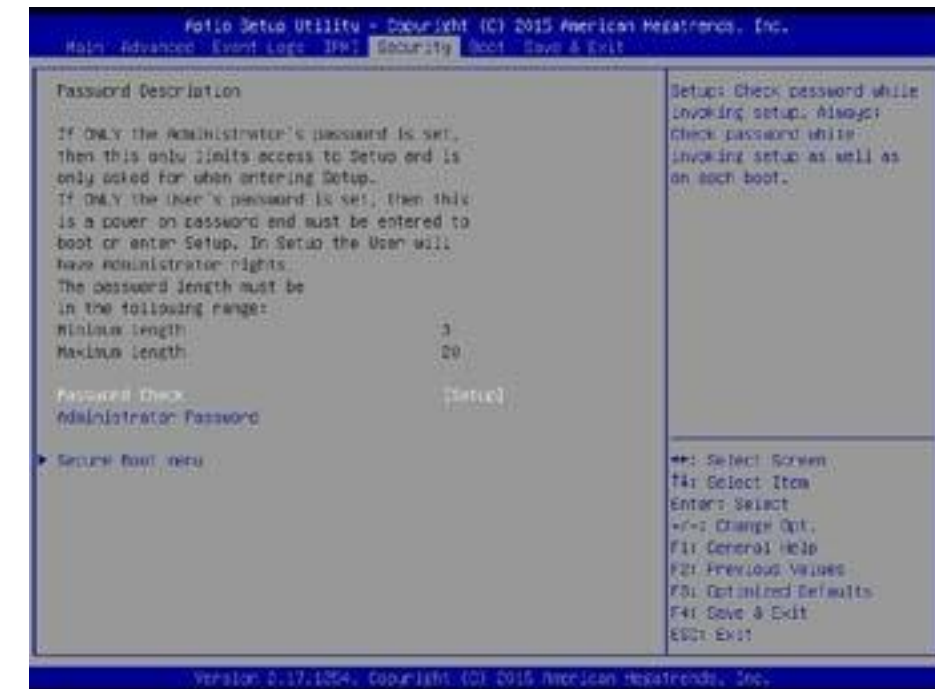 Aptio Setup Utility - Copyright (C) 2015 American Megatrends, Inc.
Main Advanced Event Logs IPMI Security Boot Save & Exit
Password Description
If ONLY the Administrator's password is set,
then this only limits access to Setup and is
only asked for when entering Setup.
If ONLY the User's password is set, then this
is a power on password and must be entered to
boot or enter Setup. In Setup the User will
have Administrator rights.
The password length must be
in the following range:
Minimum length 3
Maximum length 20
Password Check [Setup]
Administrator Password
Secure Boot menu
Setup: Check password while
invoking setup. Always:
Check password while
invoking setup as well as
on each boot.
: Select Screen
: Select Item
Enter: Select
+/-: Change Opt.
F1: General Help
F2: Previous Values
F3: Optimized Defaults
F4: Save & Exit
ESC: Exit
Version 2.17.1254. Copyright (C) 2015 American Megatrends, Inc.